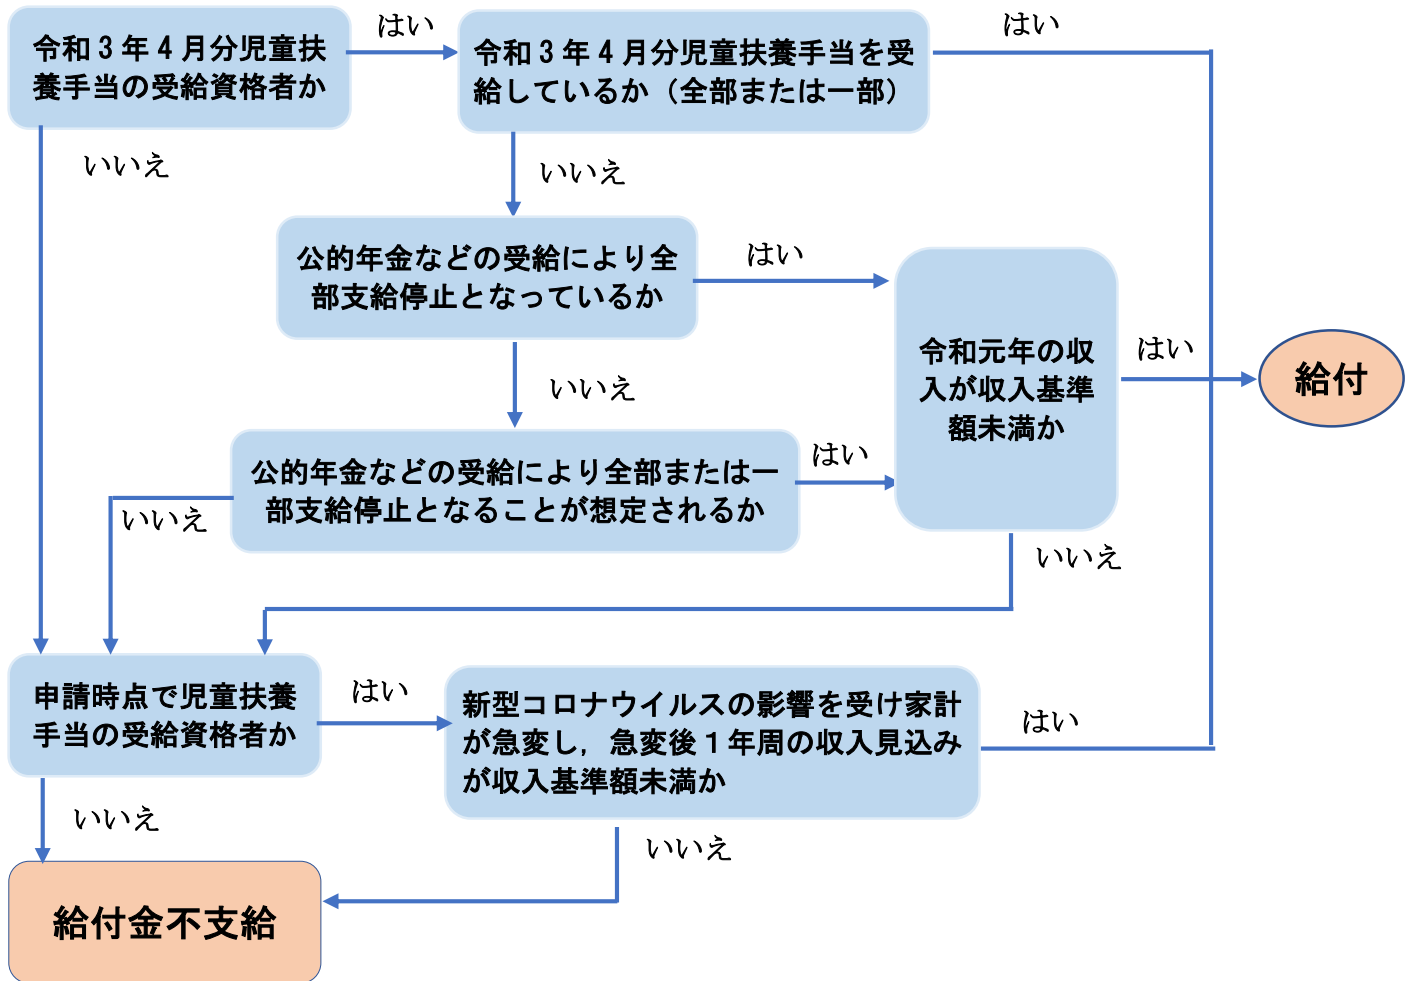 令和３年４月分児童扶
養手当の受給資格者か
はい
令和３年４月分児童扶養手当を受
給しているか（全部または一部）
はい
いいえ
いいえ
公的年金などの受給により全
部支給停止となっているか
はい
令和元年の収
入が収入基準
額未満か
はい
給付
いいえ
公的年金などの受給により全部または一
部支給停止となることが想定されるか
はい
いいえ
いいえ
申請時点で児童扶養
手当の受給資格者か
はい
新型コロナウイルスの影響を受け家計
が急変し，急変後１年周の収入見込み
が収入基準額未満か
はい
いいえ
いいえ
給付金不支給